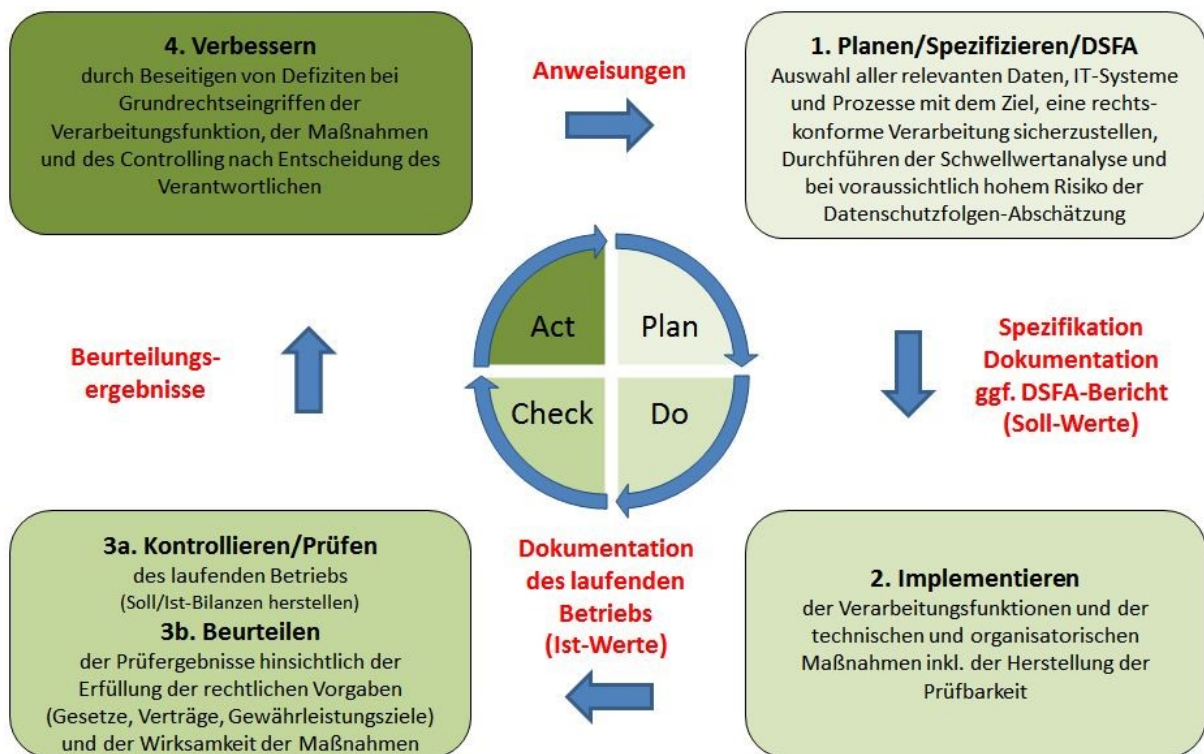 4. Verbessern
durch Beseitigen von Defiziten bei
Grundrechtseingriffen der
Verarbeitungsfunktion, der Maßnahmen
und des Controlling nach Entscheidung des
Verantwortlichen
Anweisungen
1. Planen/Spezifizieren/DSFA
Auswahl aller relevanten Daten, IT-Systeme
und Prozesse mit dem Ziel, eine rechts-
konforme Verarbeitung sicherzustellen,
Durchführen der Schwellwertanalyse und
bei voraussichtlich hohem Risiko der
Datenschutzfolgen-Abschätzung
Act
Plan
Check
Do
Beurteilungs-
ergebnisse
Spezifikation
Dokumentation
ggf. DSFA-Bericht
(Soll-Werte)
3a. Kontrollieren/Prüfen
des laufenden Betriebs
(Soll/Ist-Bilanzen herstellen)
3b. Beurteilen
der Prüfergebnisse hinsichtlich der
Erfüllung der rechtlichen Vorgaben
(Gesetze, Verträge, Gewährleistungsziele)
und der Wirksamkeit der Maßnahmen
Dokumentation
des laufenden
Betriebs
(Ist-Werte)
2. Implementieren
der Verarbeitungsfunktionen und der
technischen und organisatorischen
Maßnahmen inkl. der Herstellung der
Prüfbarkeit